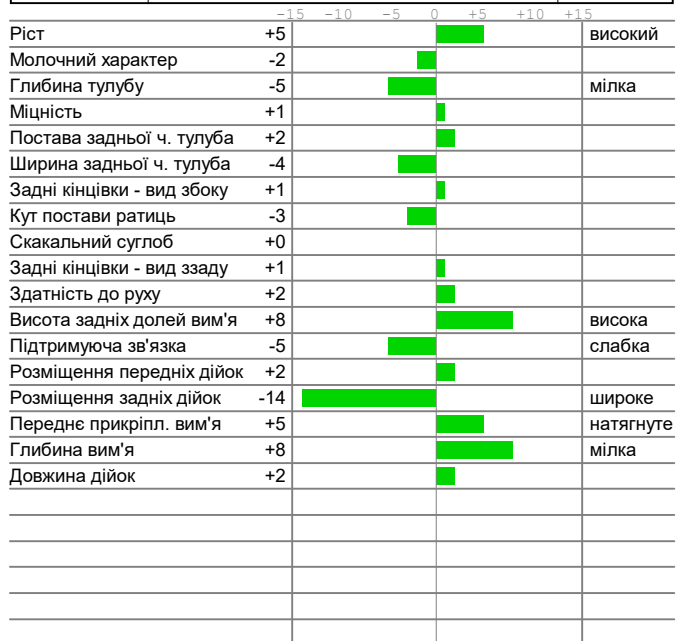 -15 -10 -5 0 +5 +10 +15
Ріст +5 високий
Молочний характер -2
Глибина тулубу -5 мілка
Міцність +1
Постава задньої ч. тулуба +2
Ширина задньої ч. тулуба -4
Задні кінцівки - вид збоку +1
Кут постави ратиць -3
Скакальний суглоб +0
Задні кінцівки - вид ззаду +1
Здатність до руху +2
Висота задніх долей вим'я +8 висока
Підтримуюча зв'язка -5 слабка
Розміщення передніх дійок +2
Розміщення задніх дійок -14 широке
Переднє прикріпл. вим'я +5 натягнуте
Глибина вим'я +8 мілка
Довжина дійок +2